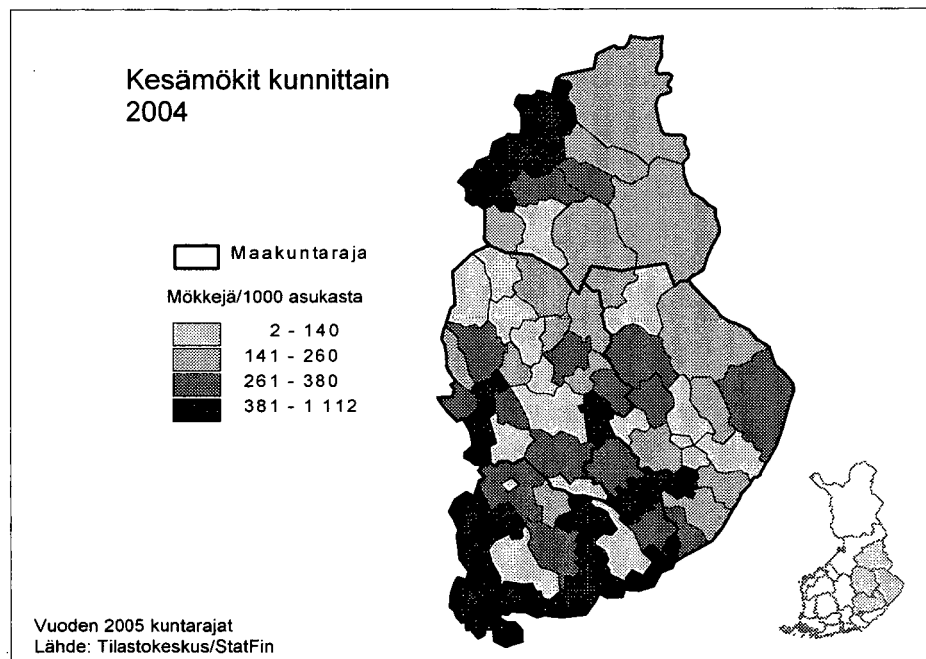 Kesämökit kunnittain
2004
Maakuntaraja
Mökkejä/1000 asukasta
2 - 140
141 - 260
261 - 380
381 - 1 112
Vuoden 2005 kuntarajat
Lähde: Tilastokeskus/StatFin